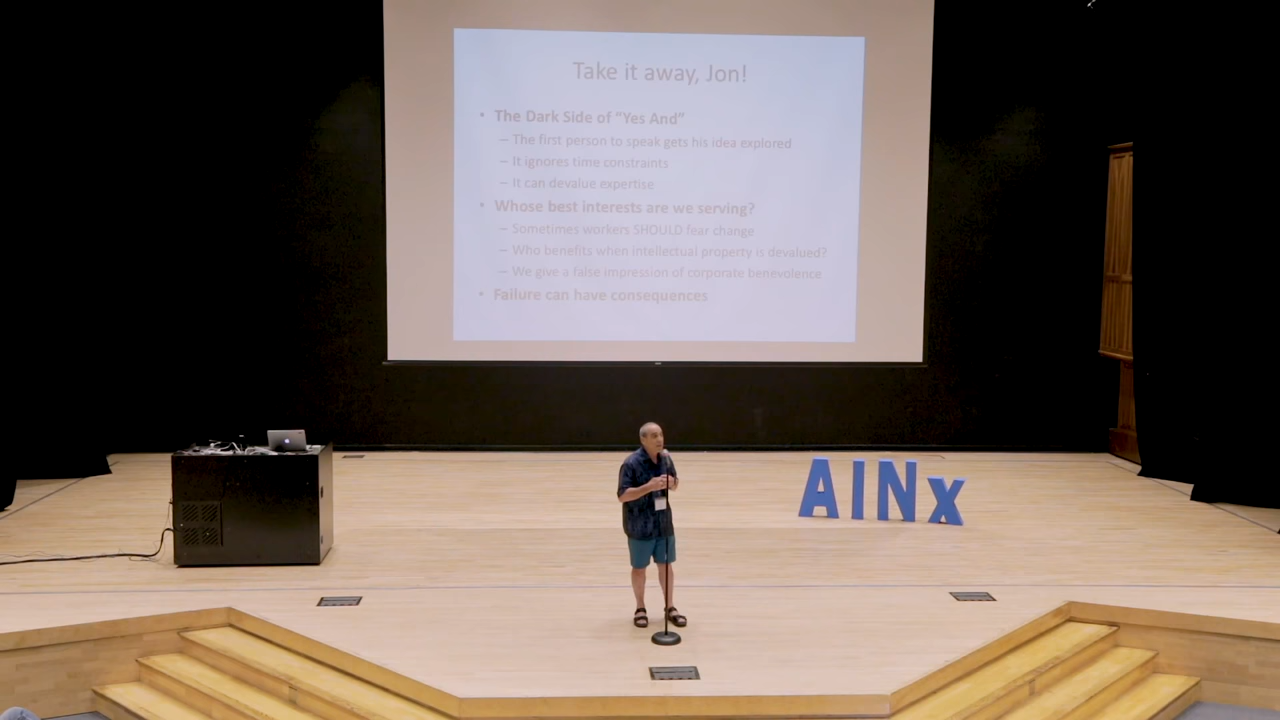 Take it away, Jon!
• The Dark Side of "Yes And"
– The first person to speak gets his idea explored
– It ignores time constraints
– It can devalue expertise
• Whose best interests are we serving?
– Sometimes workers SHOULD fear change
– Who benefits when intellectual property is devalued?
– We give a false impression of corporate benevolence
• Failure can have consequences
AINx